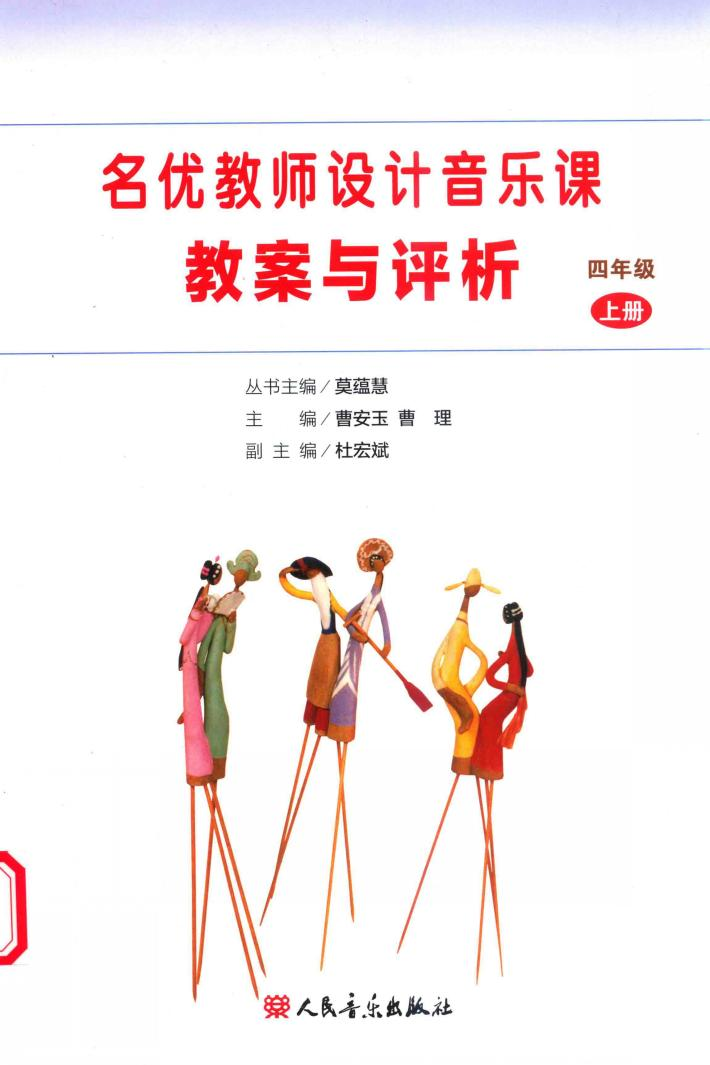 名优教师设计音乐课
教案与评析
四年级
上册
丛书主编/莫蕴慧
主　　编/曹安玉 曹　理
副 主 编/杜宏斌
人民音乐出版社